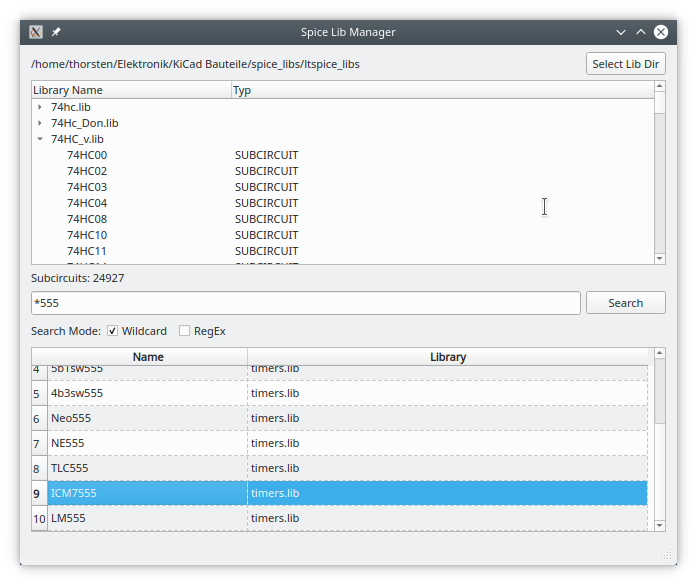 Spice Lib Manager
/home/thorsten/Elektronik/KiCad Bauteile/spice_libs/ltspice_libs
Select Lib Dir
Library Name Typ
74hc.lib
74Hc_Don.lib
74HC_v.lib
74HC00 SUBCIRCUIT
74HC02 SUBCIRCUIT
74HC03 SUBCIRCUIT
74HC04 SUBCIRCUIT
74HC08 SUBCIRCUIT
74HC10 SUBCIRCUIT
74HC11 SUBCIRCUIT
Subcircuits: 24927
*555 Search
Search Mode: Wildcard RegEx
Name Library
4 5b1sw555 timers.lib
5 4b3sw555 timers.lib
6 Neo555 timers.lib
7 NE555 timers.lib
8 TLC555 timers.lib
9 ICM7555 timers.lib
10 LM555 timers.lib